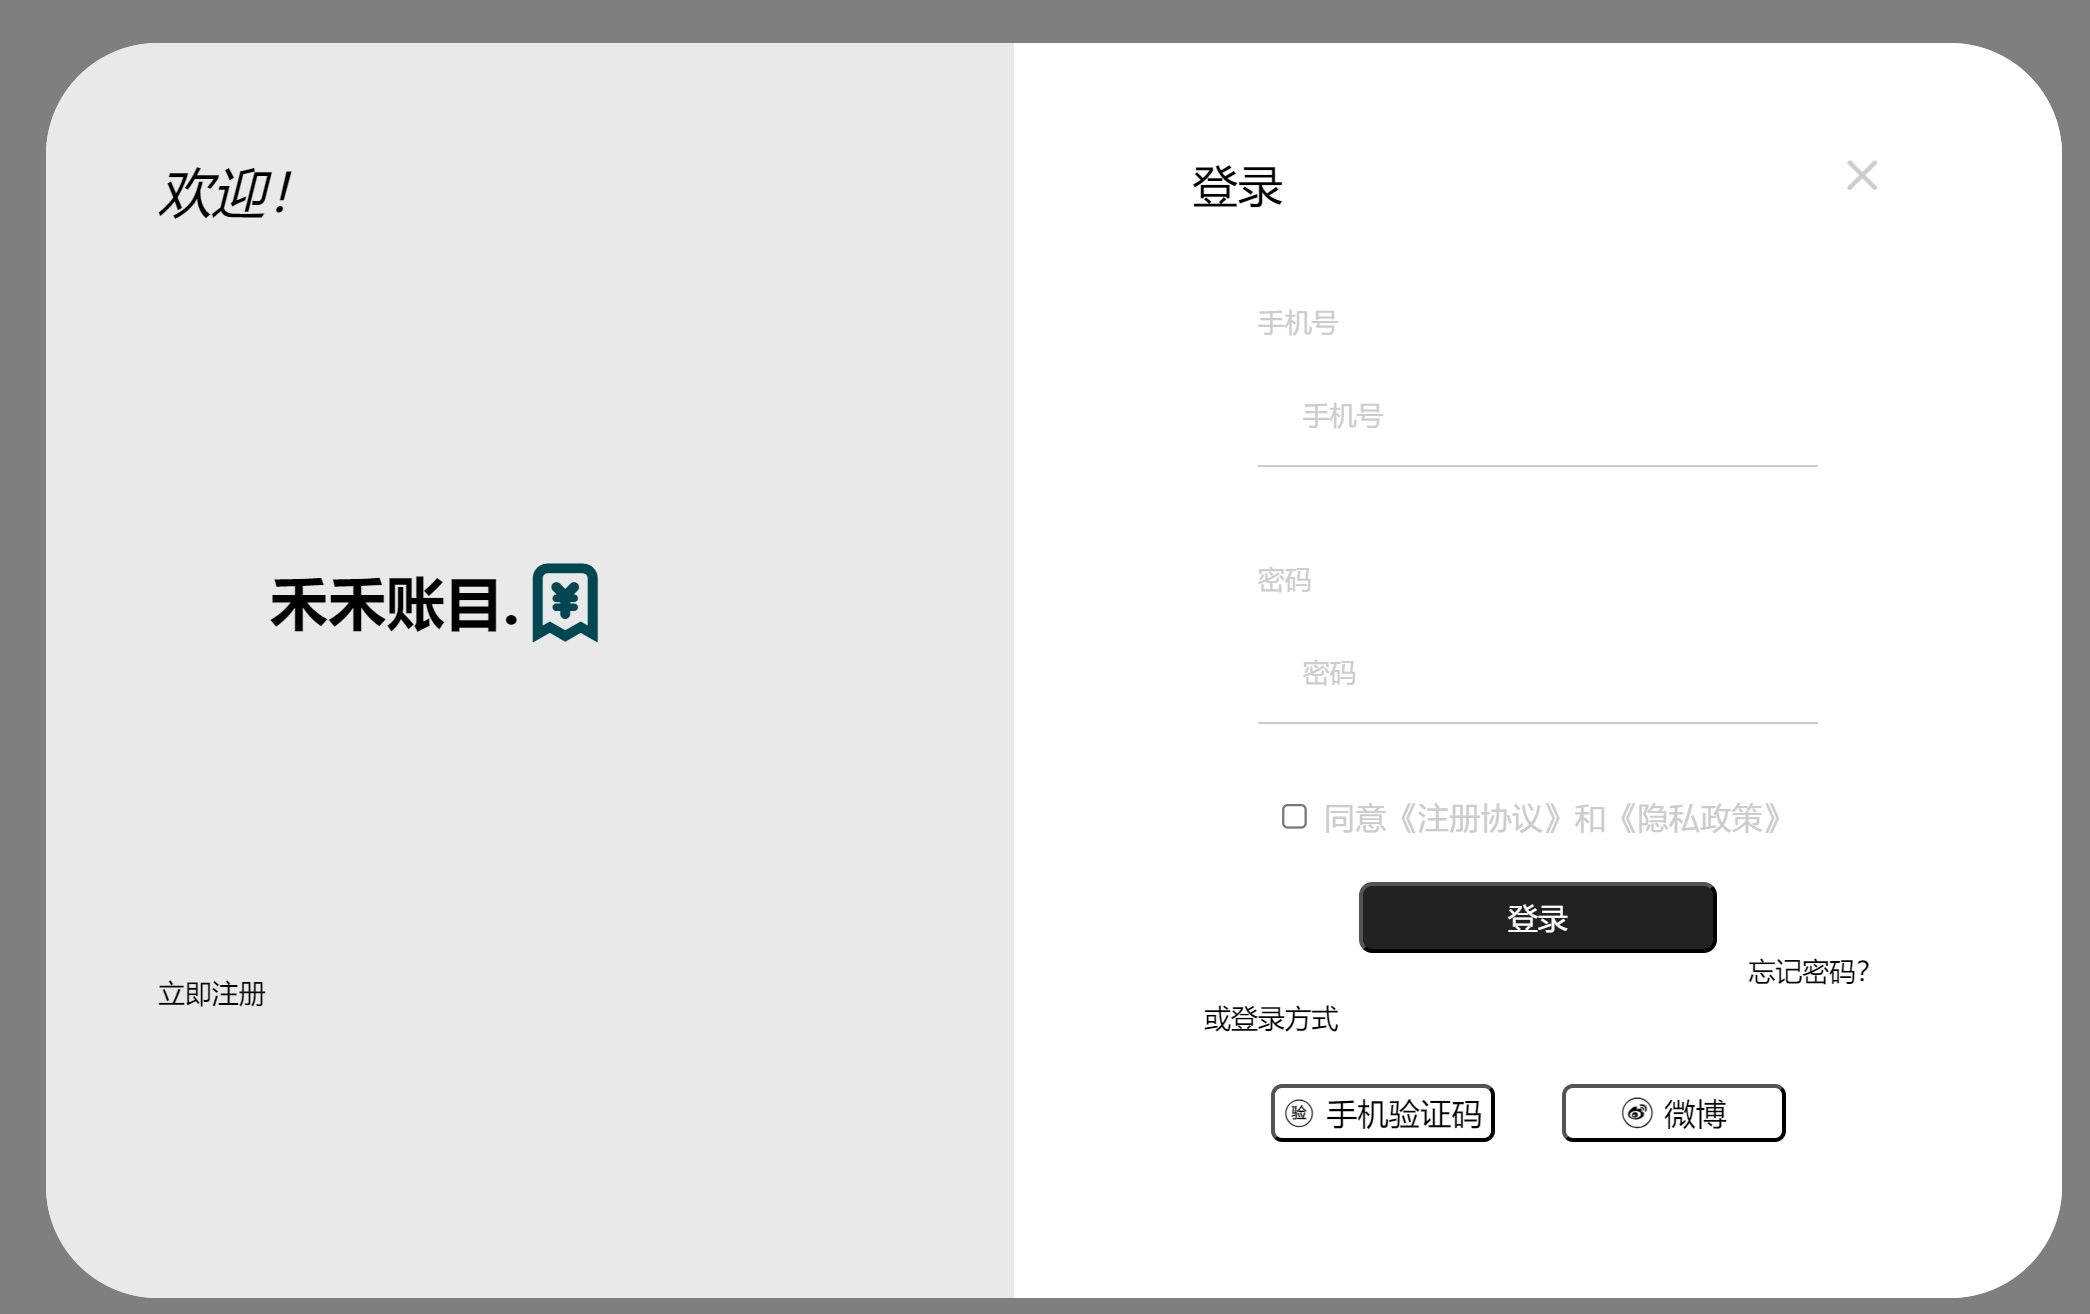 欢迎！
禾禾账目.
立即注册
登录
手机号
手机号
密码
密码
同意《注册协议》和《隐私政策》
登录
忘记密码？
或登录方式
验 手机验证码
微博